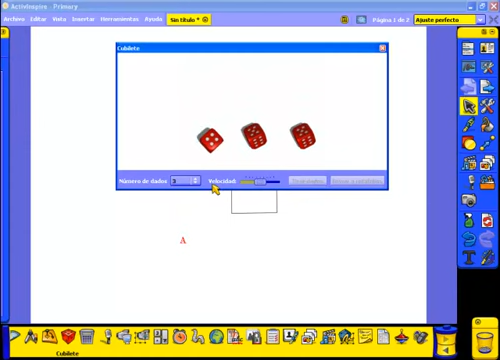 ActivInspire - Primary
Archivo Editar Vista Insertar Herramientas Ayuda
Sin título *
Página 1 de 2
Ajuste perfecto
Cubilete
Número de dados 3 Velocidad:
A
Cubilete